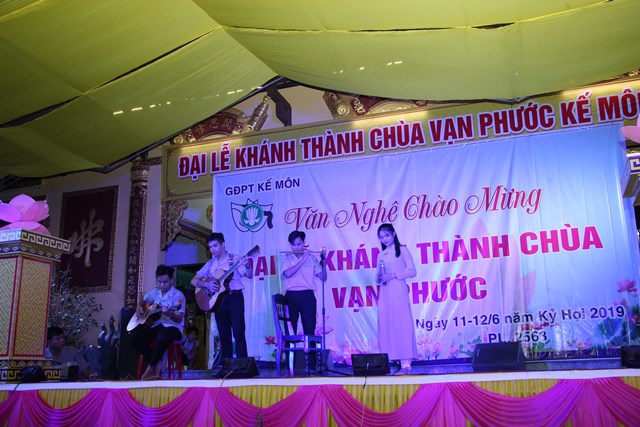 ĐẠI LỄ KHÁNH THÀNH CHÙA VẠN PHƯỚC KẾ MÔN
GĐPT KẾ MÔN
Văn Nghệ Chào Mừng
ĐẠI LỄ KHÁNH THÀNH CHÙA
VẠN PHƯỚC
Ngày 11-12/6 năm Kỷ Hợi 2019
PL 2563
佛